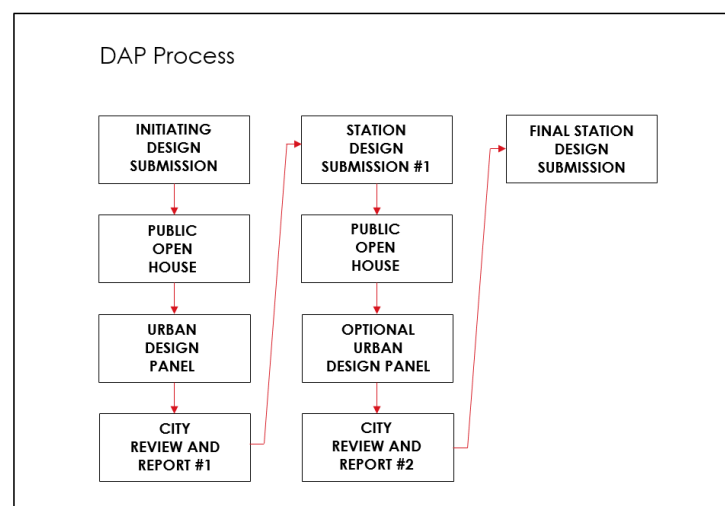 DAP Process
INITIATING
DESIGN
SUBMISSION
PUBLIC
OPEN
HOUSE
URBAN
DESIGN
PANEL
CITY
REVIEW AND
REPORT #1
STATION
DESIGN
SUBMISSION #1
PUBLIC
OPEN
HOUSE
OPTIONAL
URBAN
DESIGN PANEL
CITY
REVIEW AND
REPORT #2
FINAL STATION
DESIGN
SUBMISSION